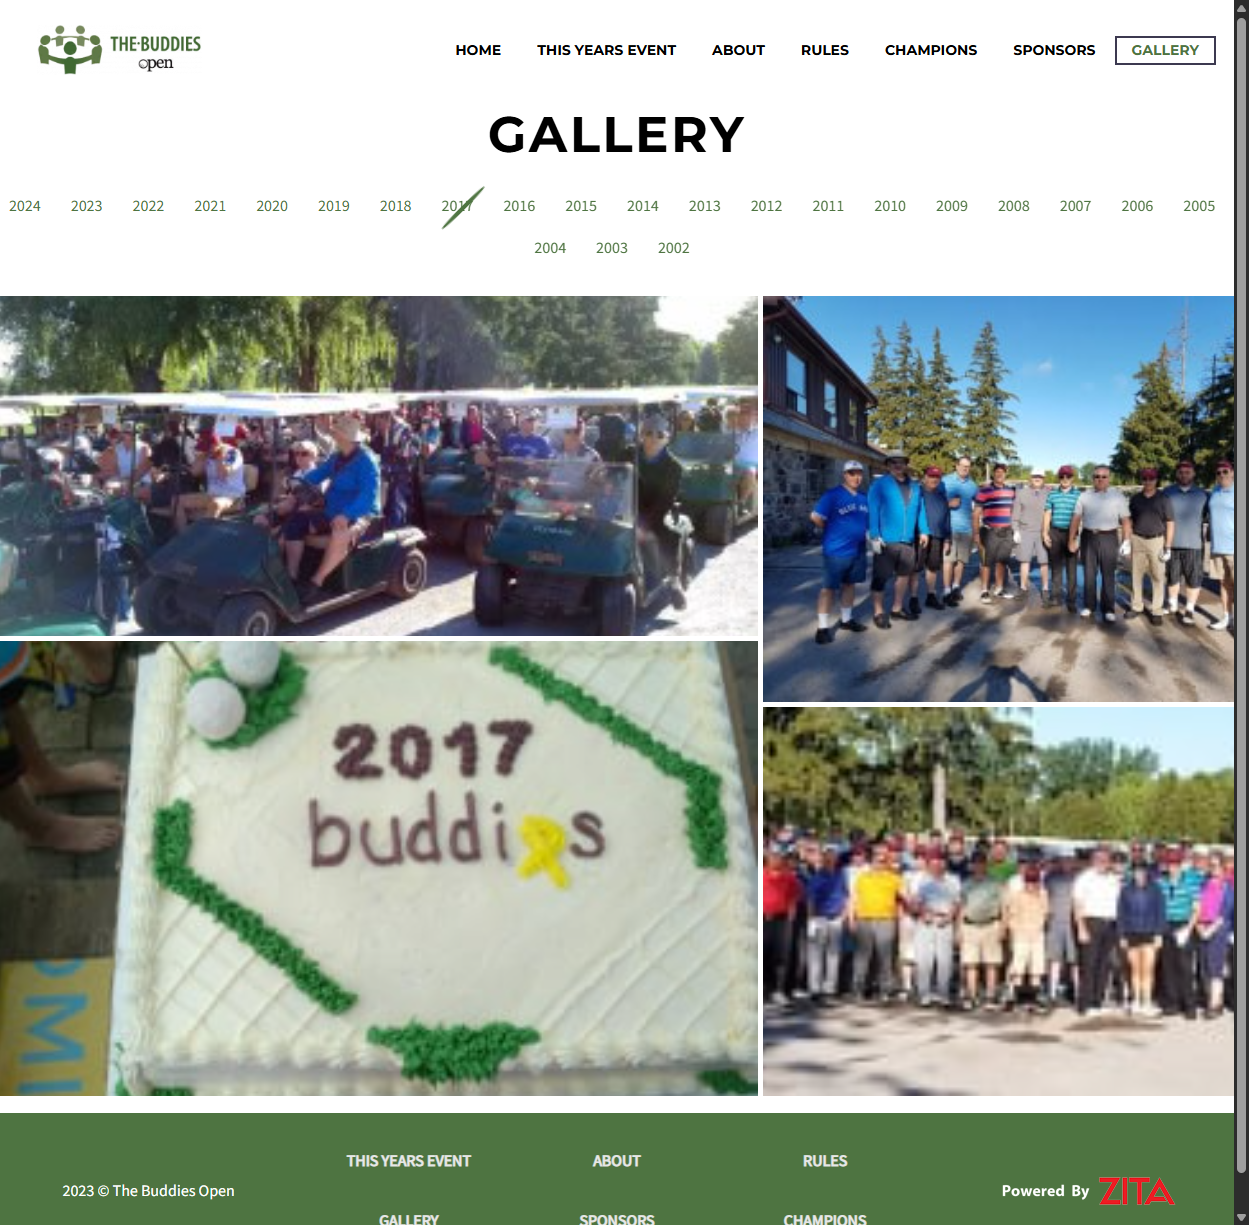 THE·BUDDIES
open
HOME THIS YEARS EVENT ABOUT RULES CHAMPIONS SPONSORS GALLERY
GALLERY
2024 2023 2022 2021 2020 2019 2018 2017 2016 2015 2014 2013 2012 2011 2010 2009 2008 2007 2006 2005
2004 2003 2002
2017
buddies
THIS YEARS EVENT ABOUT RULES
2023 © The Buddies Open
Powered By ZITA
GALLERY SPONSORS CHAMPIONS